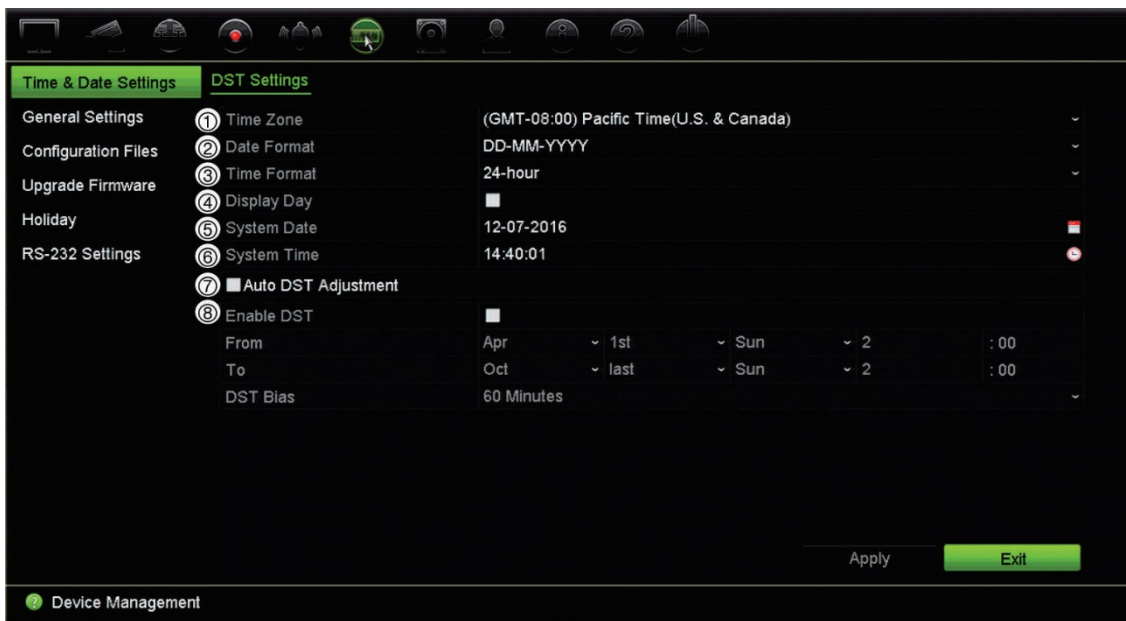 Time & Date Settings
DST Settings
General Settings
Configuration Files
Upgrade Firmware
Holiday
RS-232 Settings
① Time Zone (GMT-08:00) Pacific Time(U.S. & Canada)
② Date Format DD-MM-YYYY
③ Time Format 24-hour
④ Display Day
⑤ System Date 12-07-2016
⑥ System Time 14:40:01
⑦ Auto DST Adjustment
⑧ Enable DST
From Apr 1st Sun 2 : 00
To Oct last Sun 2 : 00
DST Bias 60 Minutes
Apply Exit
? Device Management